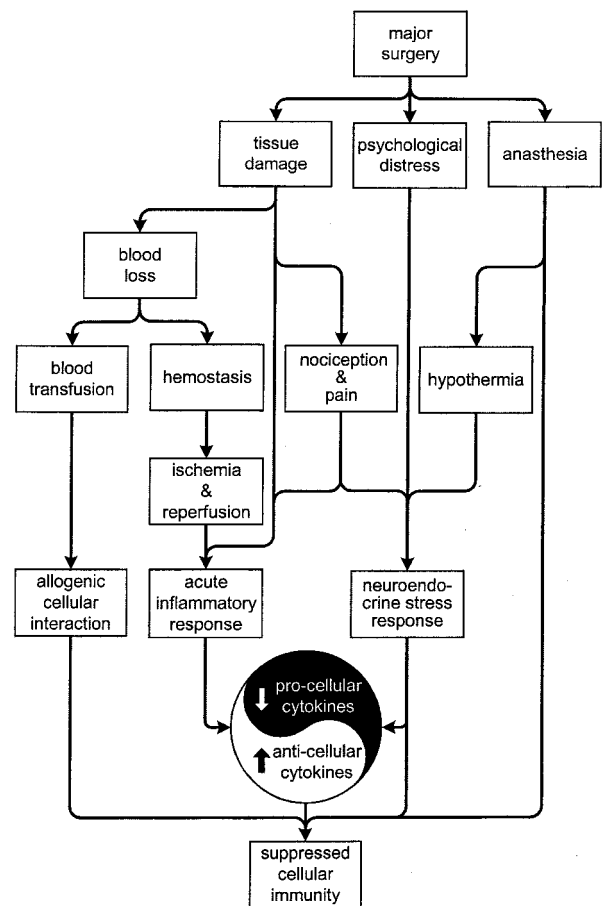 major
surgery
tissue
damage
psychological
distress
anasthesia
blood
loss
blood
transfusion
hemostasis
nociception
&
pain
hypothermia
ischemia
&
reperfusion
allogenic
cellular
interaction
acute
inflammatory
response
neuroendo-
crine stress
response
pro-cellular
cytokines
anti-cellular
cytokines
suppressed
cellular
immunity